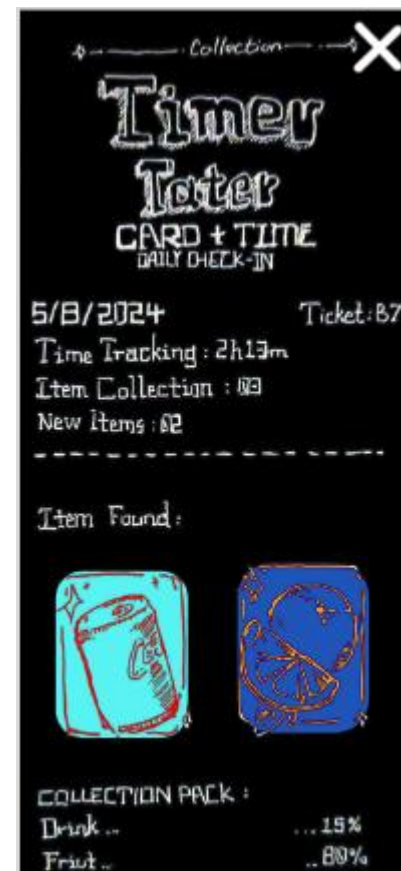 Collection
Timer
Tater
CARD + TIME
DAILY CHECK-IN
5/8/2024 Ticket: B7
Time Tracking : 2h13m
Item Collection : 03
New Items : 02
Item Found :
COLLECTION PACK :
Drink .. ... 15%
Friut .. .. 80%